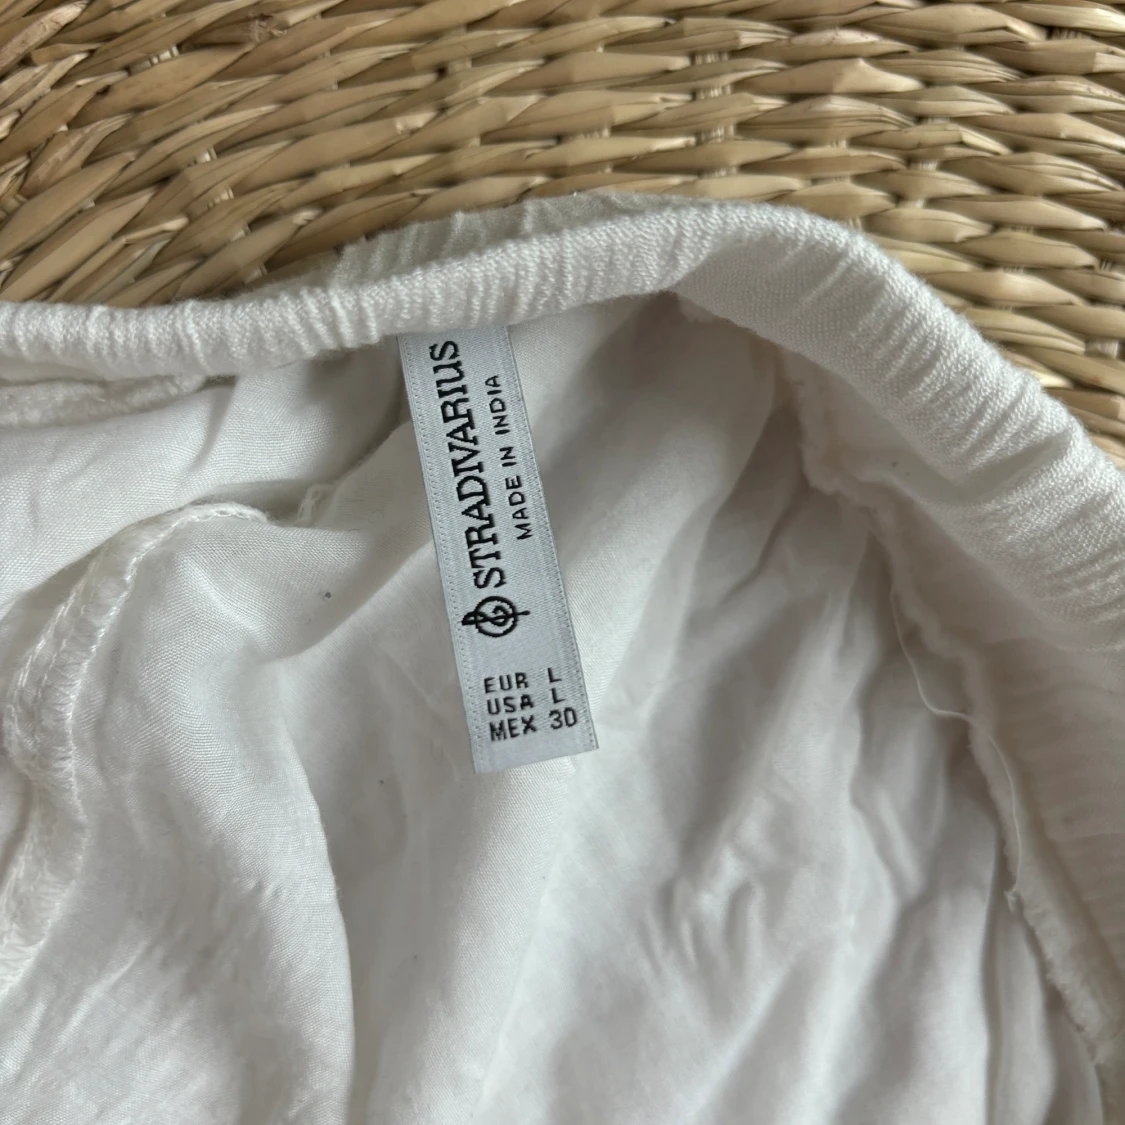 STRADIVARIUS
MADE IN INDIA
EUR L
USA L
MEX 30